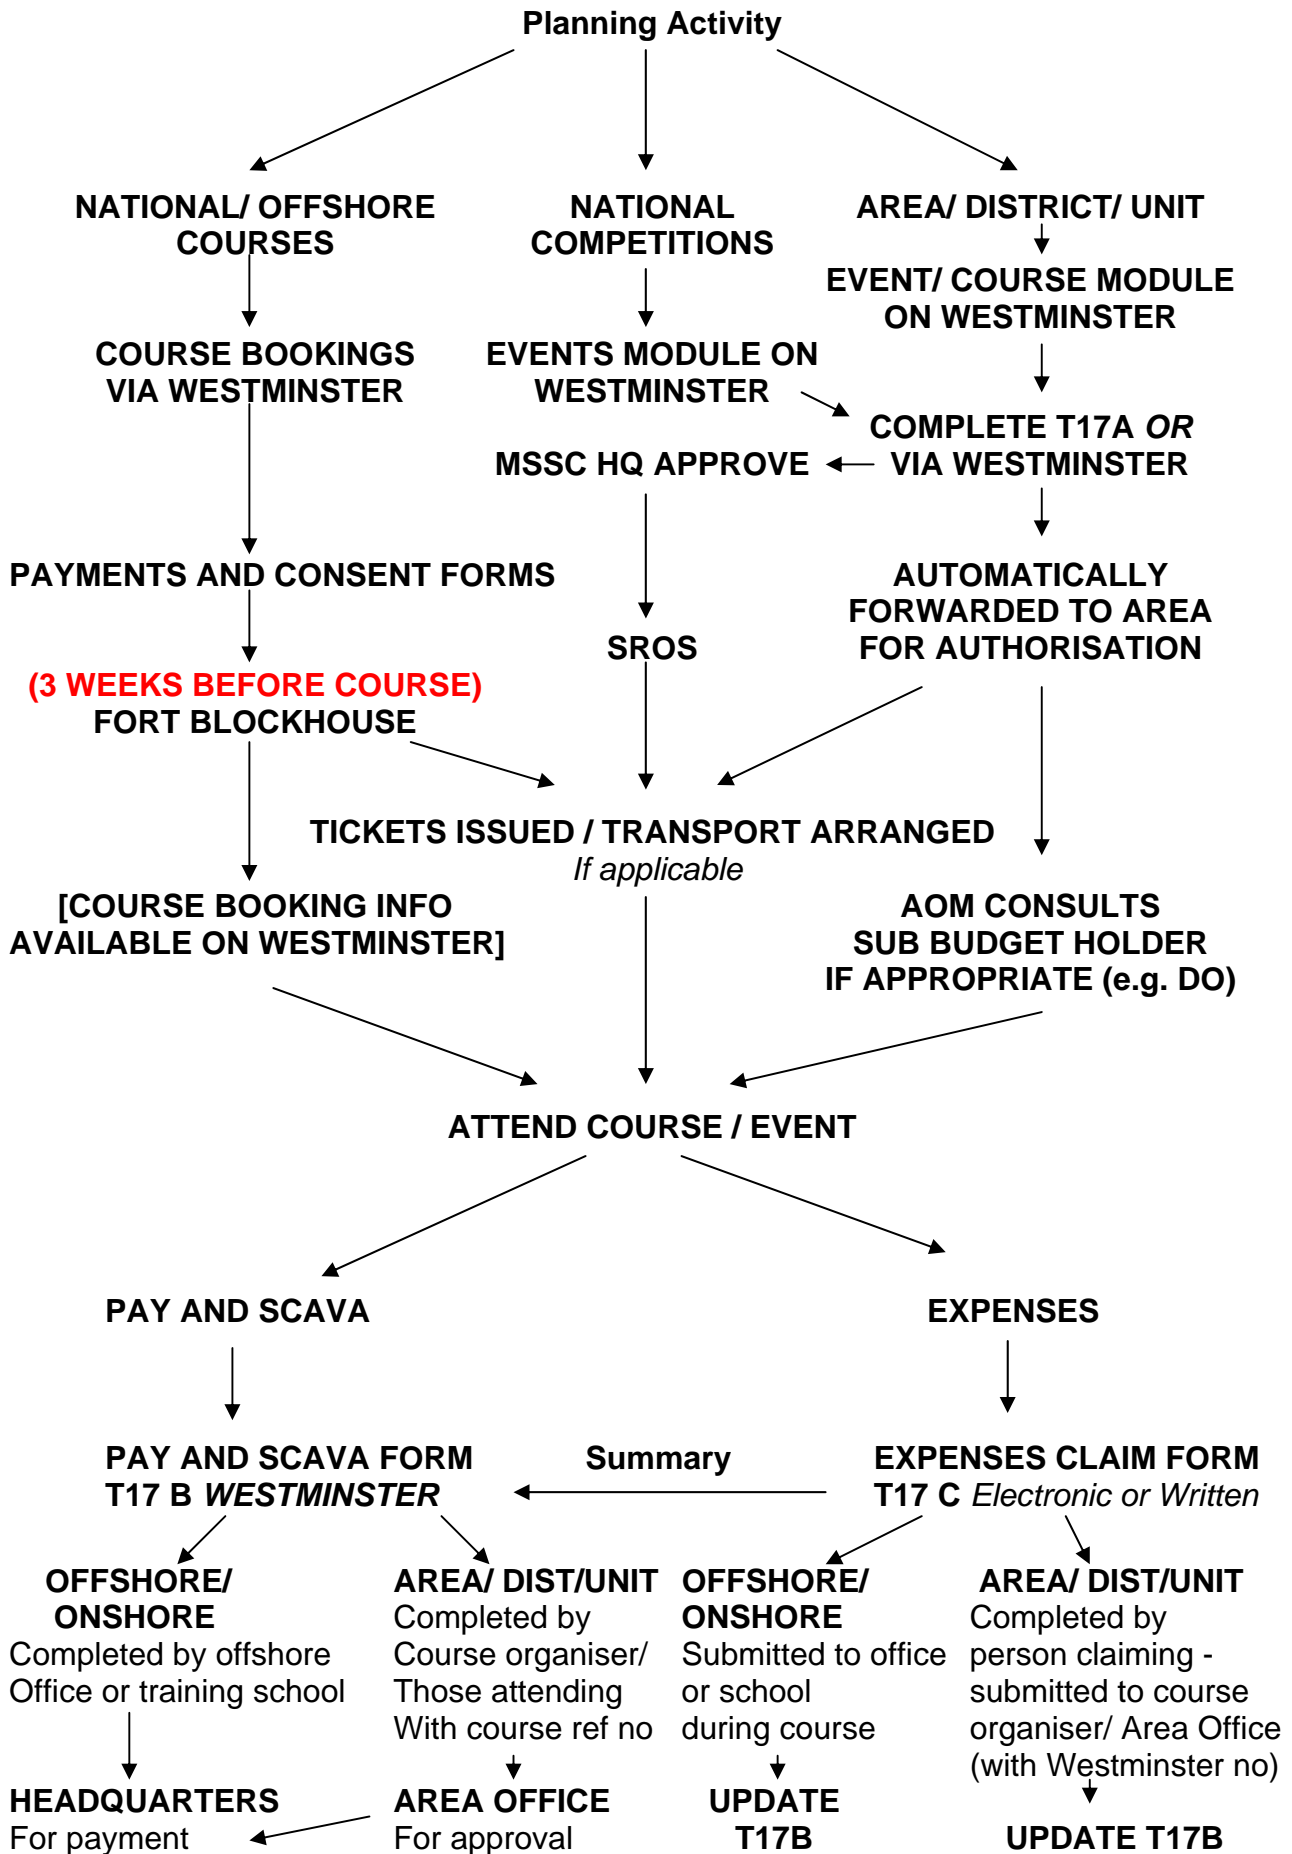 Planning Activity
NATIONAL/ OFFSHORE
COURSES
NATIONAL
COMPETITIONS
AREA/ DISTRICT/ UNIT
EVENT/ COURSE MODULE
ON WESTMINSTER
COURSE BOOKINGS
VIA WESTMINSTER
EVENTS MODULE ON
WESTMINSTER
COMPLETE T17A OR
VIA WESTMINSTER
MSSC HQ APPROVE
PAYMENTS AND CONSENT FORMS
AUTOMATICALLY
FORWARDED TO AREA
FOR AUTHORISATION
SROS
(3 WEEKS BEFORE COURSE)
FORT BLOCKHOUSE
TICKETS ISSUED / TRANSPORT ARRANGED
If applicable
[COURSE BOOKING INFO
AVAILABLE ON WESTMINSTER]
AOM CONSULTS
SUB BUDGET HOLDER
IF APPROPRIATE (e.g. DO)
ATTEND COURSE / EVENT
PAY AND SCAVA
EXPENSES
PAY AND SCAVA FORM
T17 B WESTMINSTER
Summary
EXPENSES CLAIM FORM
T17 C Electronic or Written
OFFSHORE/
ONSHORE
Completed by offshore
Office or training school
AREA/ DIST/UNIT
Completed by
Course organiser/
Those attending
With course ref no
OFFSHORE/
ONSHORE
Submitted to office
or school
during course
AREA/ DIST/UNIT
Completed by
person claiming -
submitted to course
organiser/ Area Office
(with Westminster no)
HEADQUARTERS
For payment
AREA OFFICE
For approval
UPDATE
T17B
UPDATE T17B